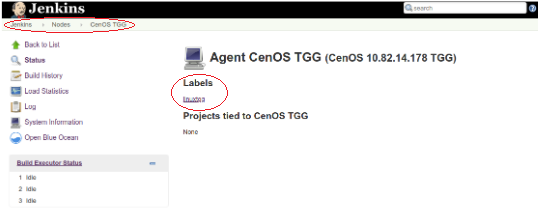 Jenkins
search
Jenkins
Nodes
CenOS TGG
Back to List
Status
Build History
Load Statistics
Log
System Information
Open Blue Ocean
Build Executor Status
1 Idle
2 Idle
3 Idle
Agent CenOS TGG (CenOS 10.82.14.178 TGG)
Labels
Projects tied to CenOS TGG
None